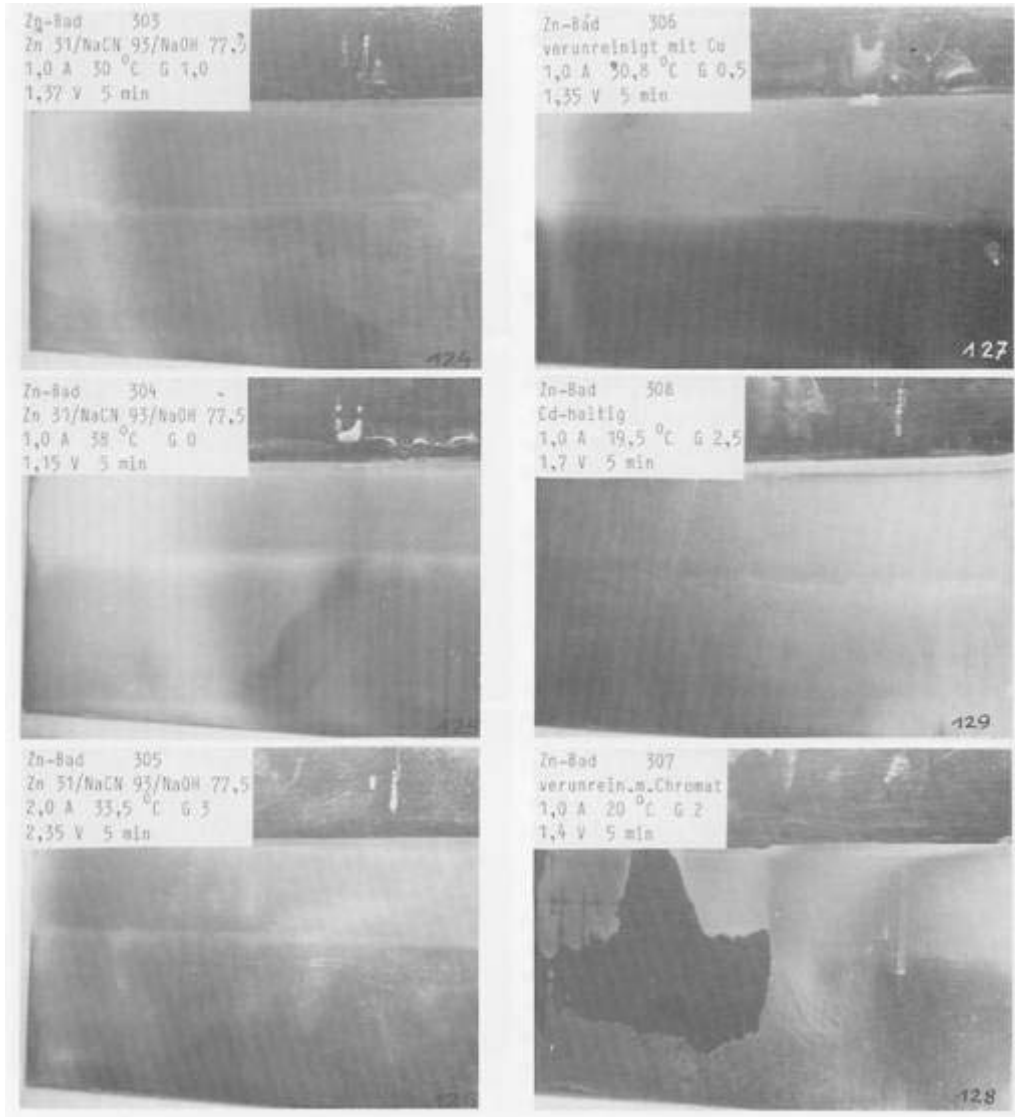 Zn-Bad 303
Zn 31/NaCN 93/NaOH 77,5
1,0 A 30 °C G 1,0
1,37 V 5 min
124
Zn-Bad 304
Zn 31/NaCN 93/NaOH 77,5
1,0 A 38 °C G 0
1,15 V 5 min
Zn-Bad 305
Zn 31/NaCN 93/NaOH 77,5
2,0 A 33,5 °C G 3
2,35 V 5 min
126
Zn-Bad 306
verunreinigt mit Cu
1,0 A 30,8 °C G 0,5
1,35 V 5 min
127
Zn-Bad 308
Cd-haltig
1,0 A 19,5 °C G 2,5
1,7 V 5 min
129
Zn-Bad 307
verunrein.m.Chromat
1,0 A 20 °C G 2
1,4 V 5 min
128